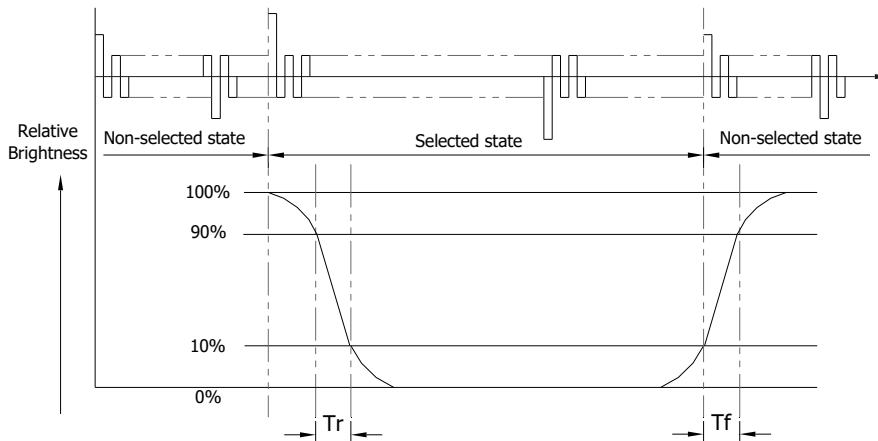 Relative
Brightness
Non-selected state
Selected state
Non-selected state
100%
90%
10%
0%
Tr
Tf